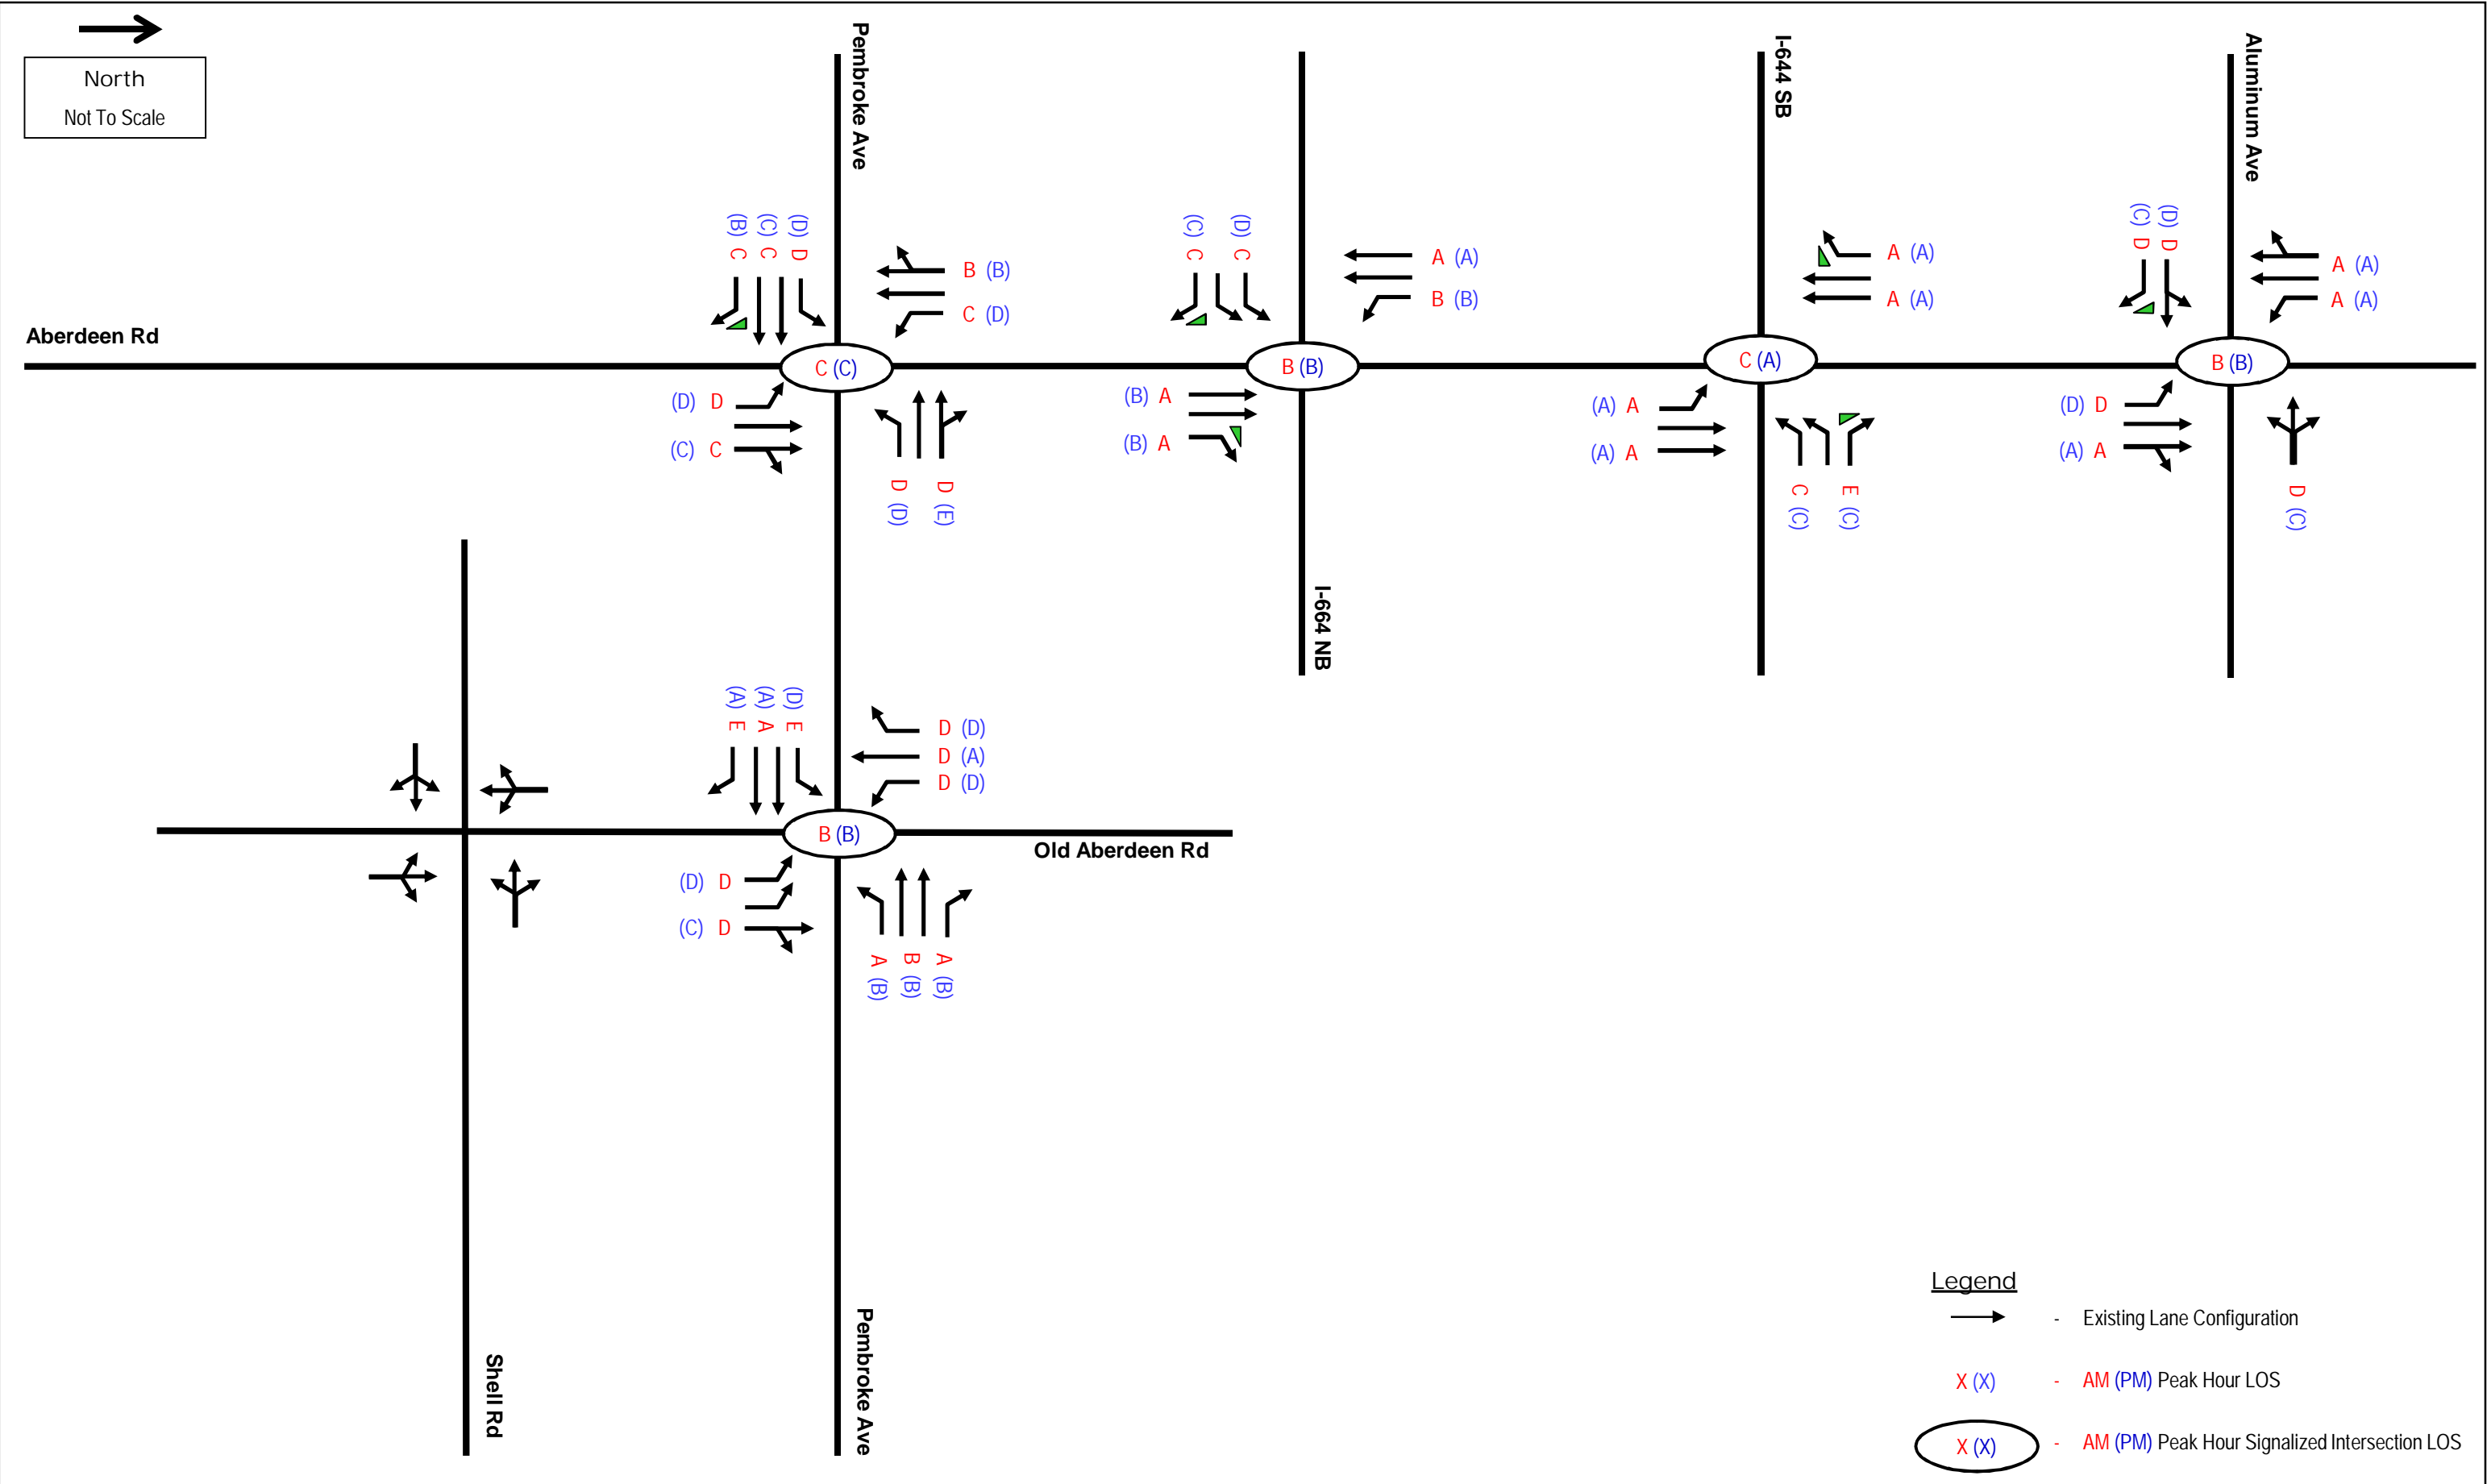 North
Not To Scale
Pembroke Ave
I-644 SB
Aluminum Ave
(B) C
(C) C
(D) D
B (B)
C (D)
(C) C
(D) C
A (A)
B (B)
A (A)
A (A)
(C) D
(D) D
A (A)
A (A)
Aberdeen Rd
C (C)
B (B)
C (A)
B (B)
(D) D
(C) C
D (D)
D (E)
(B) A
(B) A
(A) A
(A) A
C (C)
E (C)
(D) D
(A) A
D (C)
I-664 NB
(A) E
(A) A
(D) E
D (D)
D (A)
D (D)
B (B)
Old Aberdeen Rd
(D) D
(C) D
A (B)
B (B)
A (B)
Shell Rd
Pembroke Ave
Legend
- Existing Lane Configuration
X (X) - AM (PM) Peak Hour LOS
X (X) - AM (PM) Peak Hour Signalized Intersection LOS